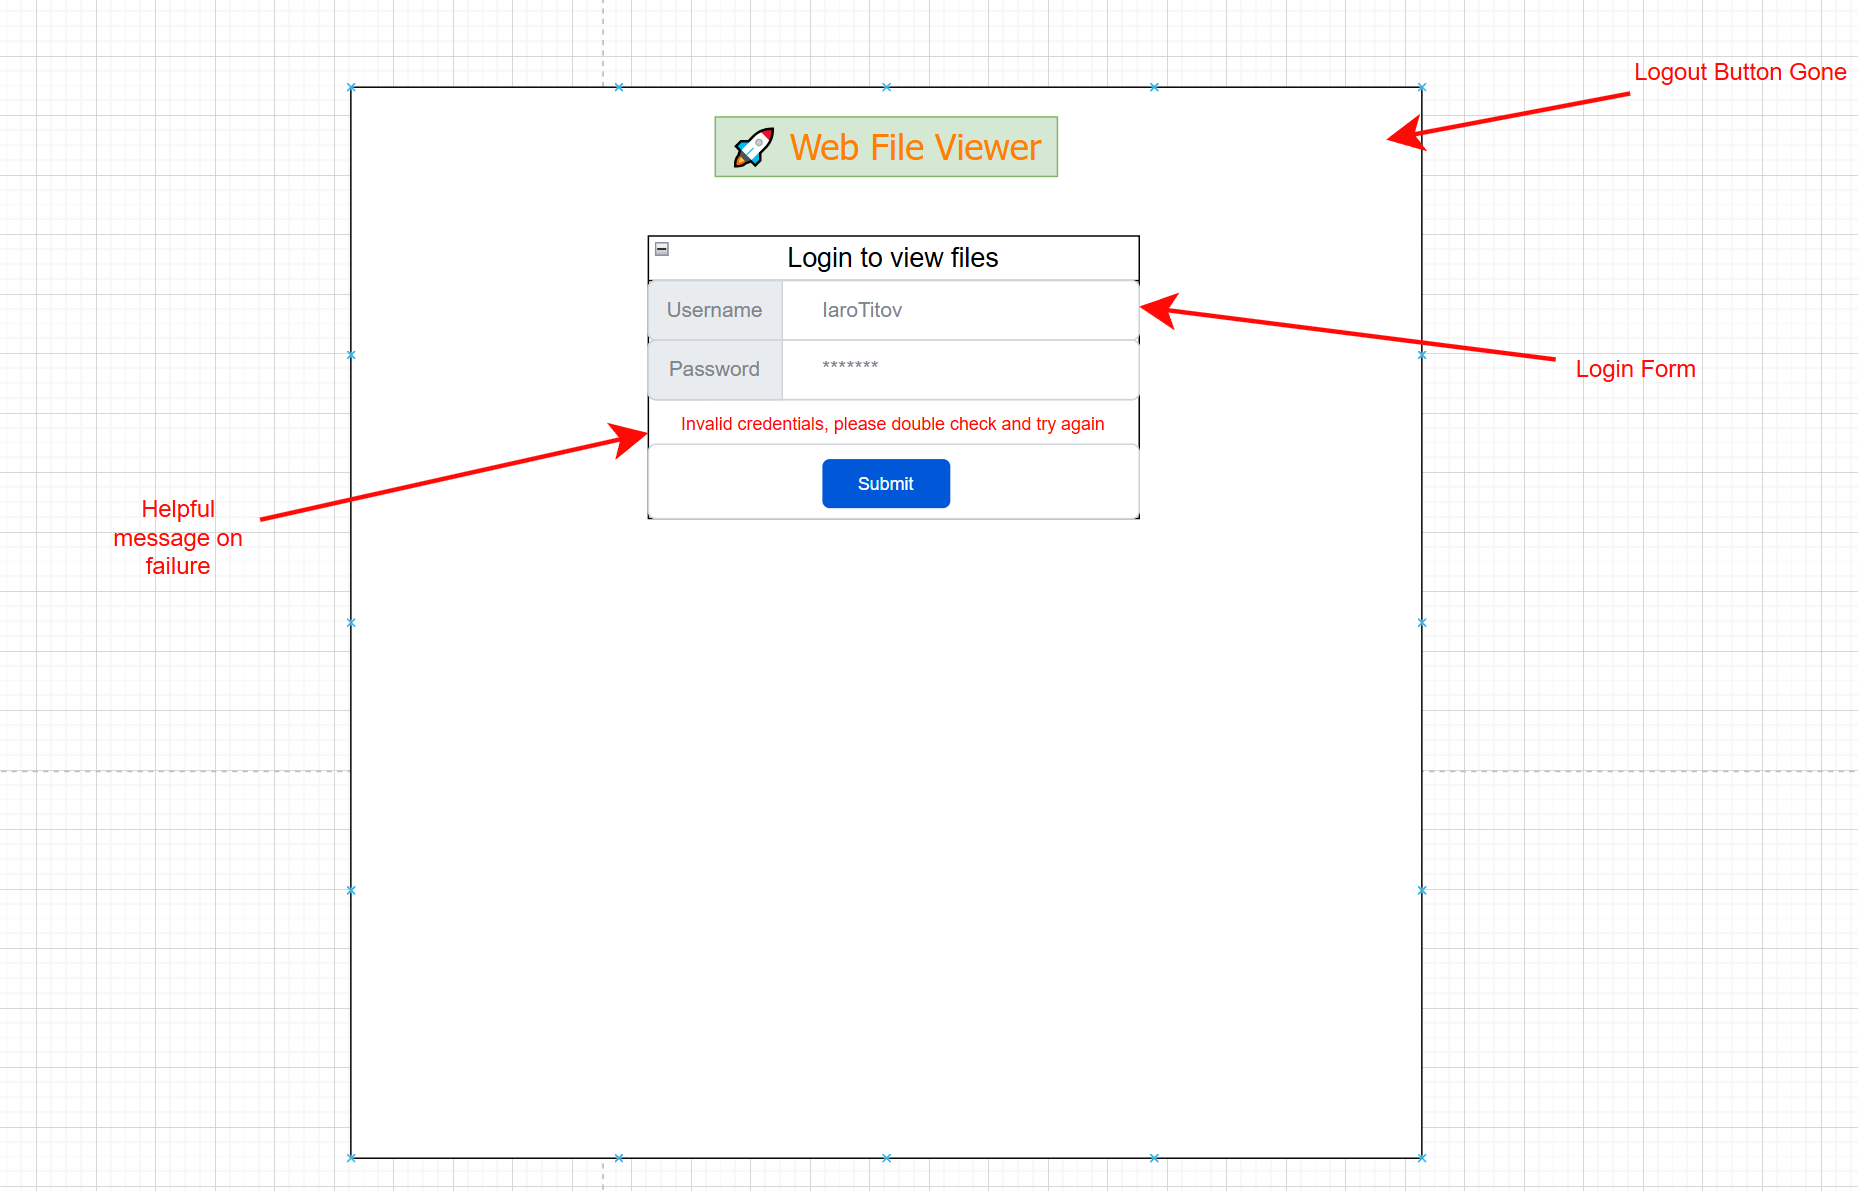 Logout Button Gone
Web File Viewer
Login to view files
Username IaroTitov
Password *******
Login Form
Invalid credentials, please double check and try again
Submit
Helpful
message on
failure